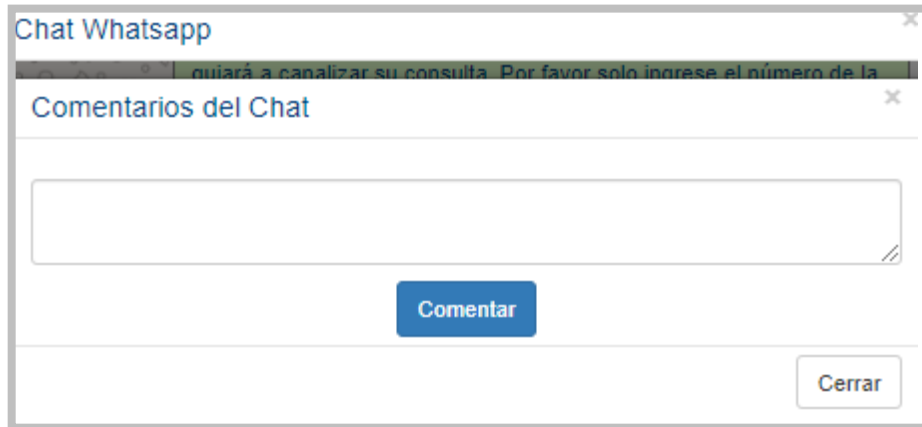 Chat Whatsapp
guiará a canalizar su consulta. Por favor solo ingrese el número de la
Comentarios del Chat
Comentar
Cerrar